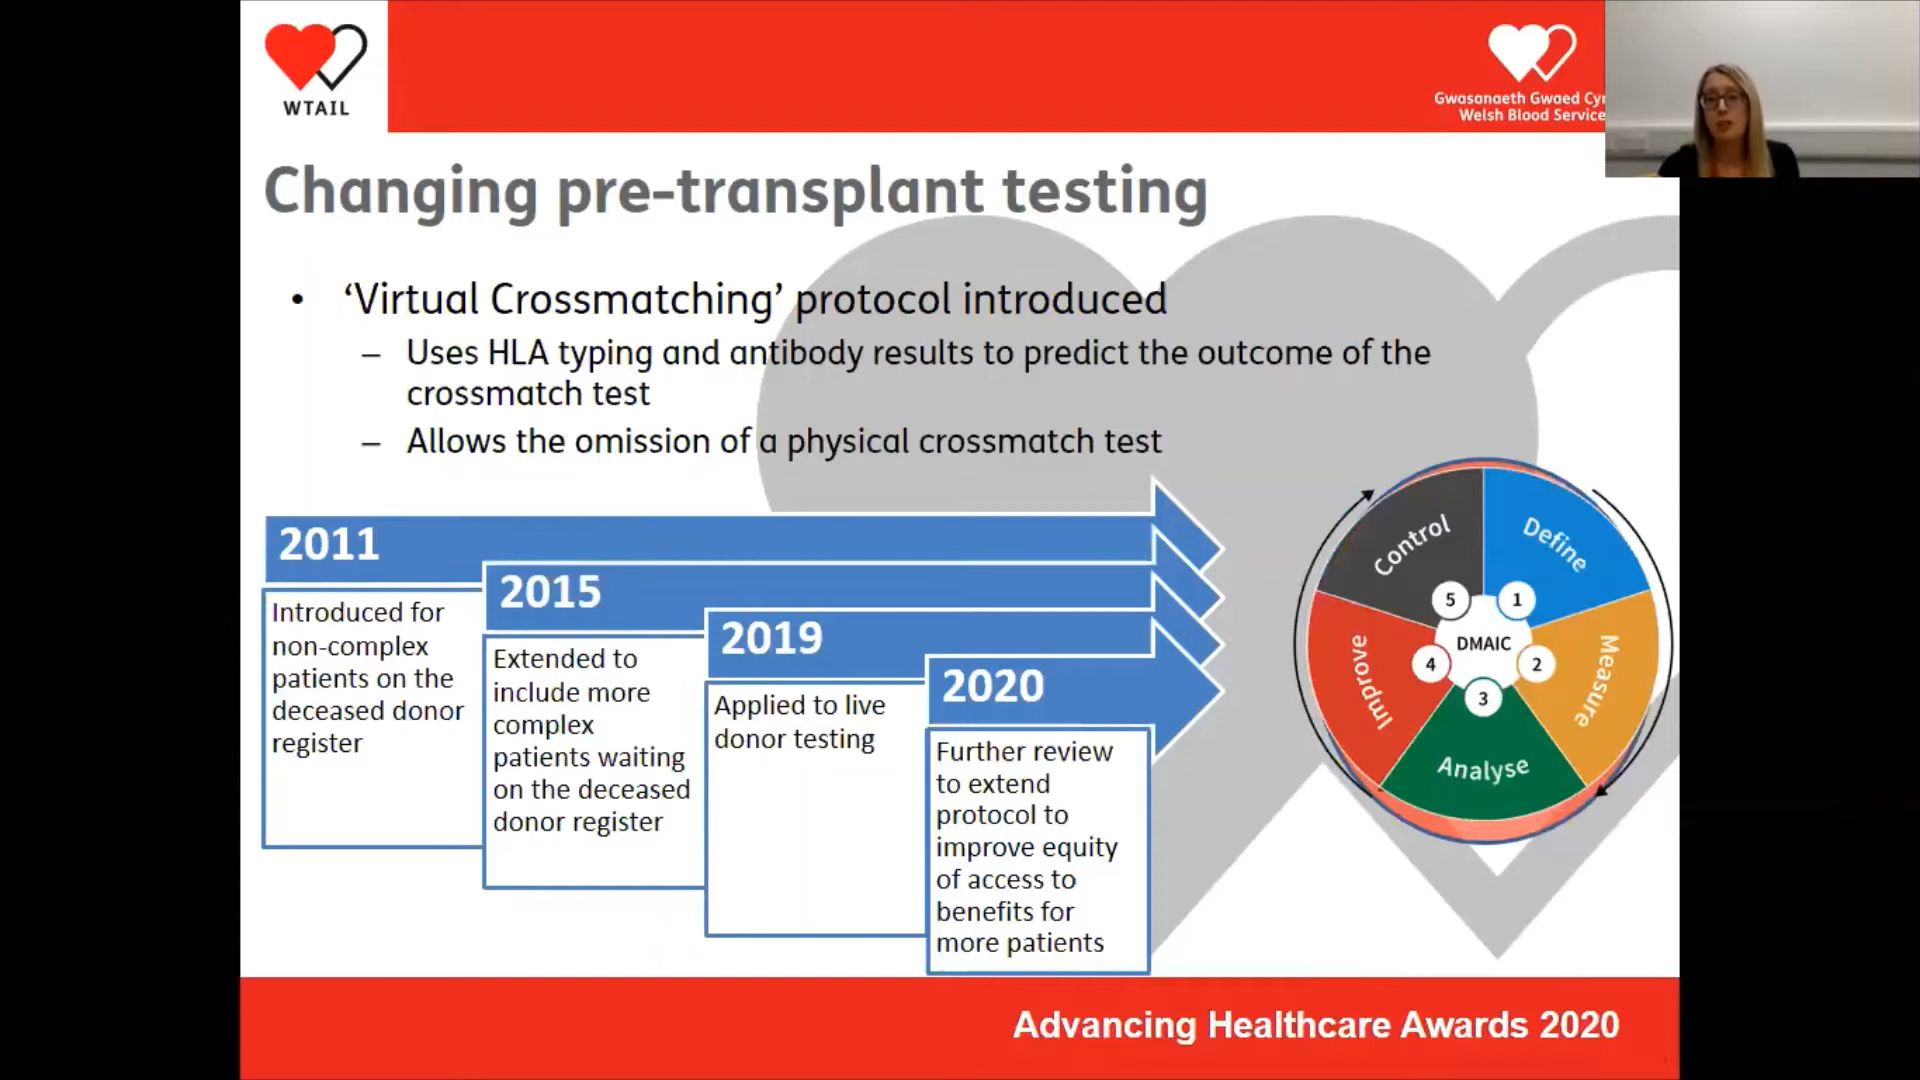 WTAIL
Gwasanaeth Gwaed Cy
Welsh Blood Service
Changing pre-transplant testing
• ‘Virtual Crossmatching’ protocol introduced
– Uses HLA typing and antibody results to predict the outcome of the
crossmatch test
– Allows the omission of a physical crossmatch test
2011
Introduced for
non-complex
patients on the
deceased donor
register
2015
Extended to
include more
complex
patients waiting
on the deceased
donor register
2019
Applied to live
donor testing
2020
Further review
to extend
protocol to
improve equity
of access to
benefits for
more patients
Control
Define
5
1
DMAIC
Improve
4
2
Measure
3
Analyse
Advancing Healthcare Awards 2020